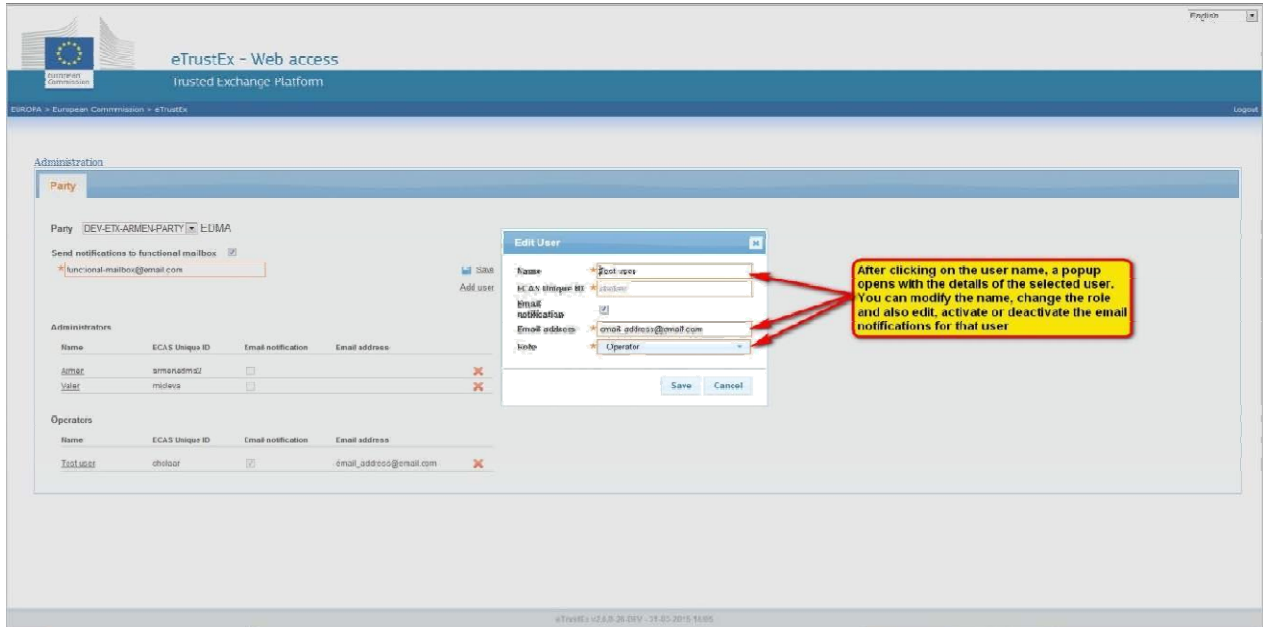 English
eTrustEx - Web access
European
Commission
Trusted Exchange Platform
EUROPA > European Commission > eTrustEx
Logout
Administration
Party
Party DEV-ETX-ARMEN-PARTY EDMA
Send notifications to functional mailbox
* functional-mailbox@email.com
Save
Add user
Administrators
Name ECAS Unique ID Email notification Email address
Armen
Valer mideva
Operators
Name ECAS Unique ID Email notification Email address
Test user chelaar email_address@email.com
Edit User
Name * Test user
ECAS Unique ID * chelaar
Email
notification
Email address * email_address@email.com
Role * Operator
Save Cancel
After clicking on the user name, a popup
opens with the details of the selected user.
You can modify the name, change the role
and also edit, activate or deactivate the email
notifications for that user